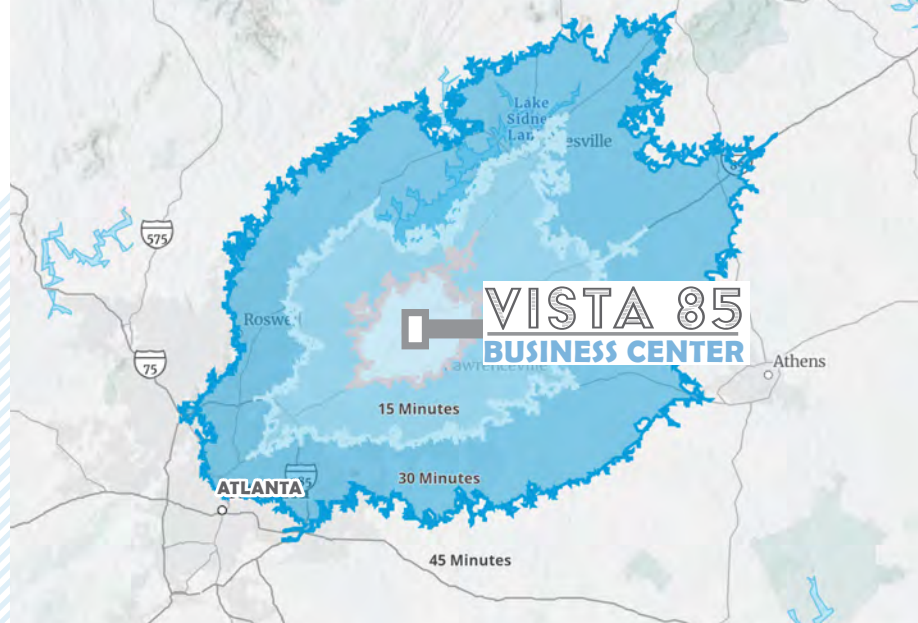 Lake
Sidne
Lan
esville
575
Roswe
VISTA 85
BUSINESS CENTER
75
Athens
awrenceville
15 Minutes
30 Minutes
85
ATLANTA
45 Minutes